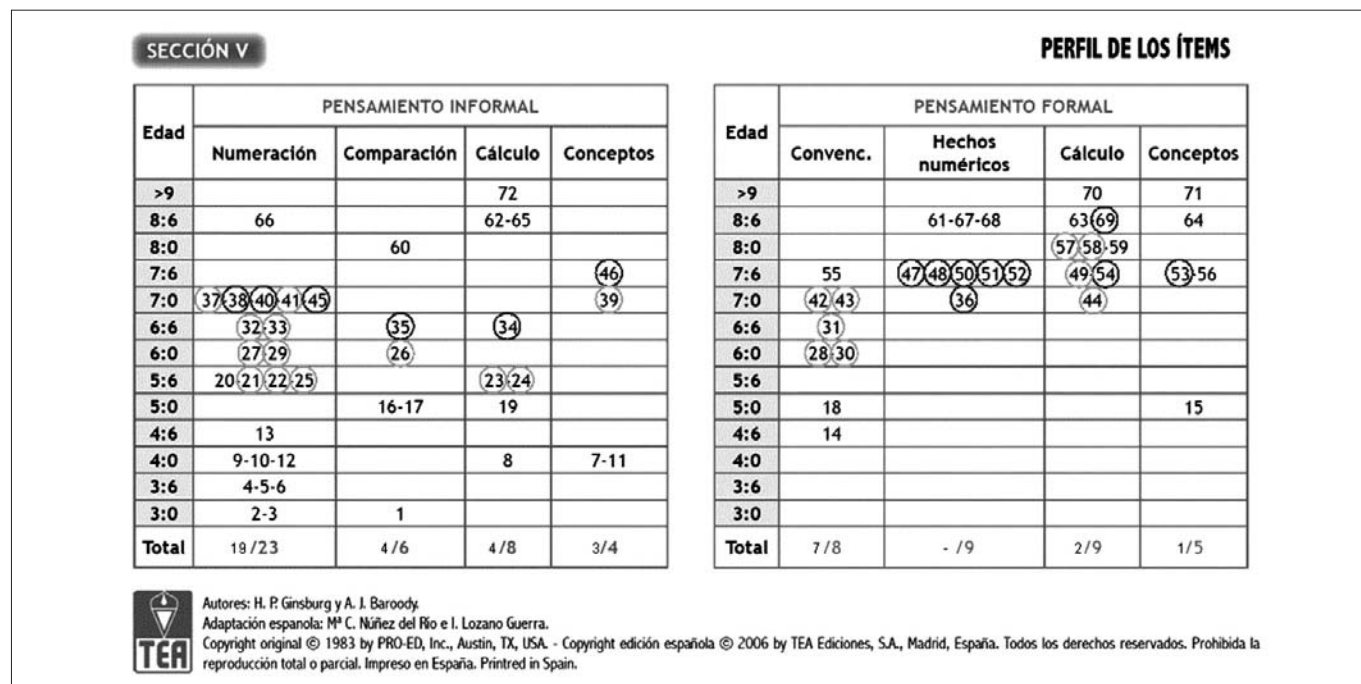 SECCIÓN V
PERFIL DE LOS ÍTEMS
Edad PENSAMIENTO INFORMAL
Numeración Comparación Cálculo Conceptos
>9 72
8:6 66 62-65
8:0 60
7:6 46
7:0 37-38-40-41-45 39
6:6 32-33 35 34
6:0 27-29 26
5:6 20-21-22-25 23-24
5:0 16-17 19
4:6 13
4:0 9-10-12 8 7-11
3:6 4-5-6
3:0 2-3 1
Total 19/23 4/6 4/8 3/4
Edad PENSAMIENTO FORMAL
Convenc. Hechos numéricos Cálculo Conceptos
>9 70 71
8:6 61-67-68 63-69 64
8:0 57-58-59
7:6 55 47-48-50-51-52 49-54 53-56
7:0 42-43 36 44
6:6 31
6:0 28-30
5:6
5:0 18 15
4:6 14
4:0
3:6
3:0
Total 7/8 - /9 2/9 1/5
TEA
Autores: H. P. Ginsburg y A. J. Baroody.
Adaptación espanola: Mª C. Núñez del Río e I. Lozano Guerra.
Copyright original © 1983 by PRO-ED, Inc., Austin, TX, USA. - Copyright edición española © 2006 by TEA Ediciones, S.A., Madrid, España. Todos los derechos reservados. Prohibida la
reproducción total o parcial. Impreso en España. Printred in Spain.